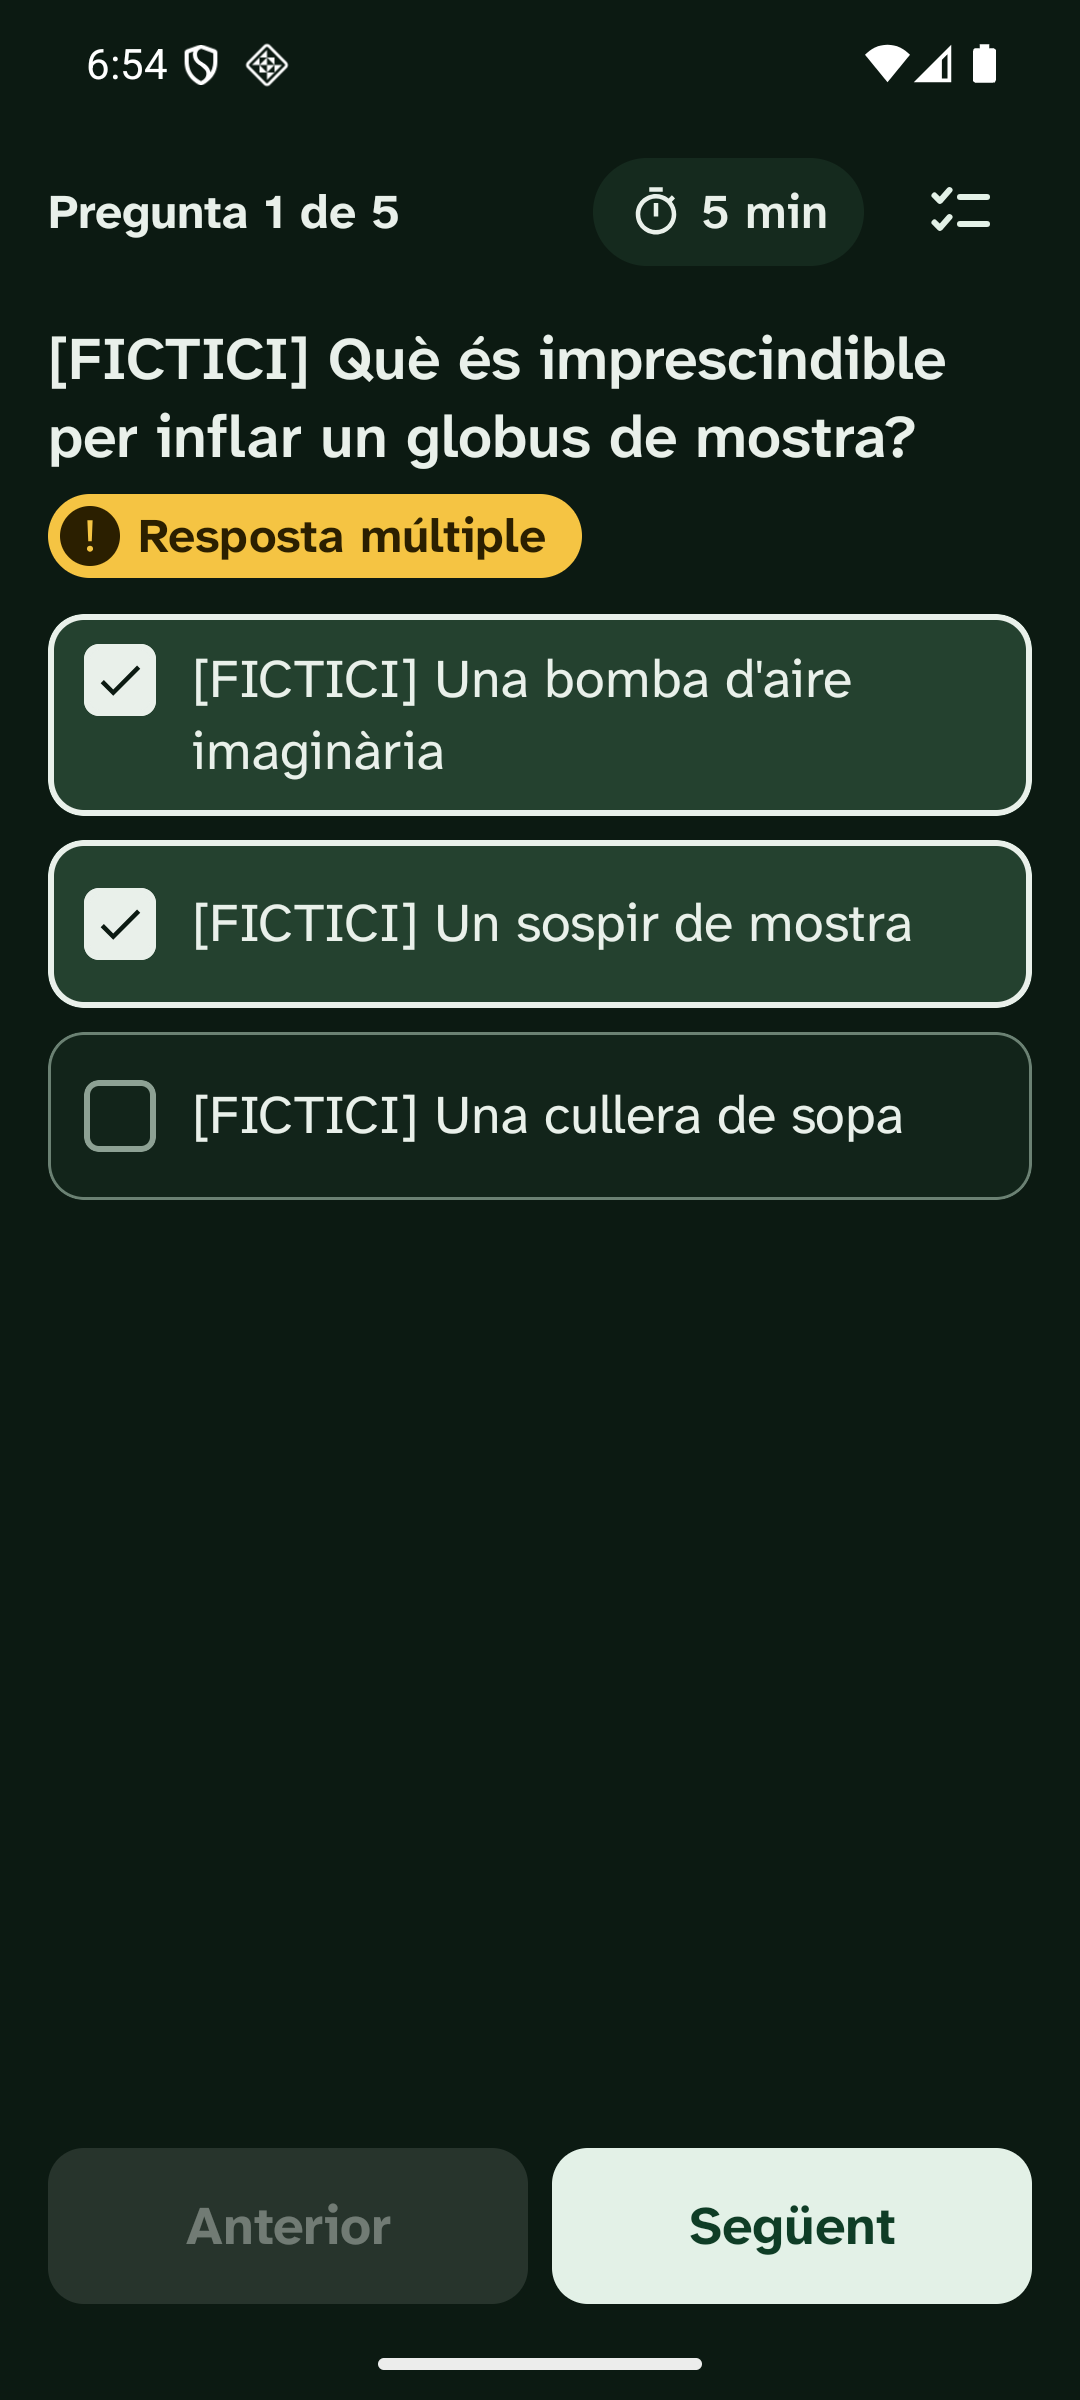 6:54
Pregunta 1 de 5
5 min
[FICTICI] Què és imprescindible
per inflar un globus de mostra?
! Resposta múltiple
[FICTICI] Una bomba d'aire
imaginària
[FICTICI] Un sospir de mostra
[FICTICI] Una cullera de sopa
Anterior
Següent